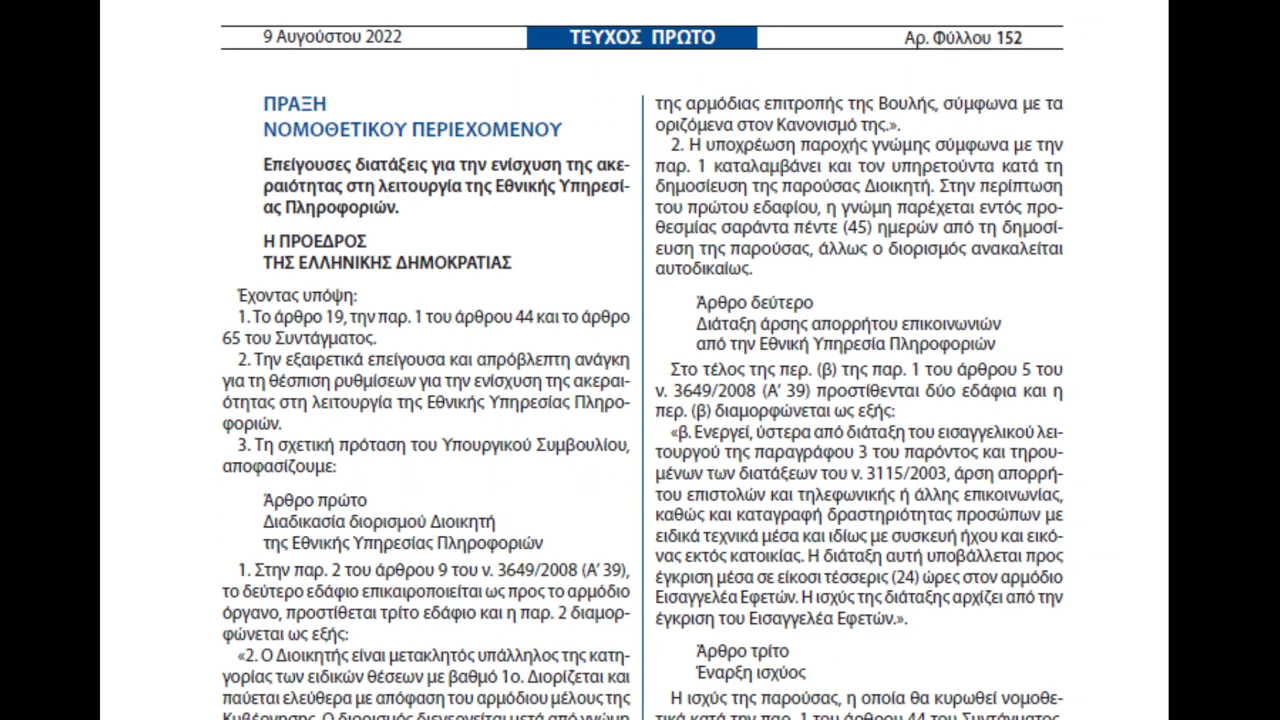 9 Αυγούστου 2022
ΤΕΥΧΟΣ ΠΡΩΤΟ
Αρ. Φύλλου 152
ΠΡΑΞΗ
ΝΟΜΟΘΕΤΙΚΟΥ ΠΕΡΙΕΧΟΜΕΝΟΥ
Επείγουσες διατάξεις για την ενίσχυση της ακε-
ραιότητας στη λειτουργία της Εθνικής Υπηρεσί-
ας Πληροφοριών.
Η ΠΡΟΕΔΡΟΣ
ΤΗΣ ΕΛΛΗΝΙΚΗΣ ΔΗΜΟΚΡΑΤΙΑΣ
Έχοντας υπόψη:
1. Το άρθρο 19, την παρ. 1 του άρθρου 44 και το άρθρο
65 του Συντάγματος.
2. Την εξαιρετικά επείγουσα και απρόβλεπτη ανάγκη
για τη θέσπιση ρυθμίσεων για την ενίσχυση της ακεραι-
ότητας στη λειτουργία της Εθνικής Υπηρεσίας Πληρο-
φοριών.
3. Τη σχετική πρόταση του Υπουργικού Συμβουλίου,
αποφασίζουμε:
Άρθρο πρώτο
Διαδικασία διορισμού Διοικητή
της Εθνικής Υπηρεσίας Πληροφοριών
1. Στην παρ. 2 του άρθρου 9 του ν. 3649/2008 (Α’ 39),
το δεύτερο εδάφιο επικαιροποιείται ως προς το αρμόδιο
όργανο, προστίθεται τρίτο εδάφιο και η παρ. 2 διαμορ-
φώνεται ως εξής:
«2. Ο Διοικητής είναι μετακλητός υπάλληλος της κατη-
γορίας των ειδικών θέσεων με βαθμό 1ο. Διορίζεται και
παύεται ελεύθερα με απόφαση του αρμόδιου μέλους της
Κυβέρνησης. Ο διορισμός διενεργείται μετά από γνώμη
της αρμόδιας επιτροπής της Βουλής, σύμφωνα με τα
οριζόμενα στον Κανονισμό της.».
2. Η υποχρέωση παροχής γνώμης σύμφωνα με την
παρ. 1 καταλαμβάνει και τον υπηρετούντα κατά τη
δημοσίευση της παρούσας Διοικητή. Στην περίπτωση
του πρώτου εδαφίου, η γνώμη παρέχεται εντός προ-
θεσμίας σαράντα πέντε (45) ημερών από τη δημοσί-
ευση της παρούσας, άλλως ο διορισμός ανακαλείται
αυτοδικαίως.
Άρθρο δεύτερο
Διάταξη άρσης απορρήτου επικοινωνιών
από την Εθνική Υπηρεσία Πληροφοριών
Στο τέλος της περ. (β) της παρ. 1 του άρθρου 5 του
ν. 3649/2008 (Α’ 39) προστίθενται δύο εδάφια και η
περ. (β) διαμορφώνεται ως εξής:
«β. Ενεργεί, ύστερα από διάταξη του εισαγγελικού λει-
τουργού της παραγράφου 3 του παρόντος και τηρου-
μένων των διατάξεων του ν. 3115/2003, άρση απορρή-
του επιστολών και τηλεφωνικής ή άλλης επικοινωνίας,
καθώς και καταγραφή δραστηριότητας προσώπων με
ειδικά τεχνικά μέσα και ιδίως με συσκευή ήχου και εικό-
νας εκτός κατοικίας. Η διάταξη αυτή υποβάλλεται προς
έγκριση μέσα σε είκοσι τέσσερις (24) ώρες στον αρμόδιο
Εισαγγελέα Εφετών. Η ισχύς της διάταξης αρχίζει από την
έγκριση του Εισαγγελέα Εφετών.».
Άρθρο τρίτο
Έναρξη ισχύος
Η ισχύς της παρούσας, η οποία θα κυρωθεί νομοθε-
τικά κατά την παρ. 1 του άρθρου 44 του Συντάγματος,